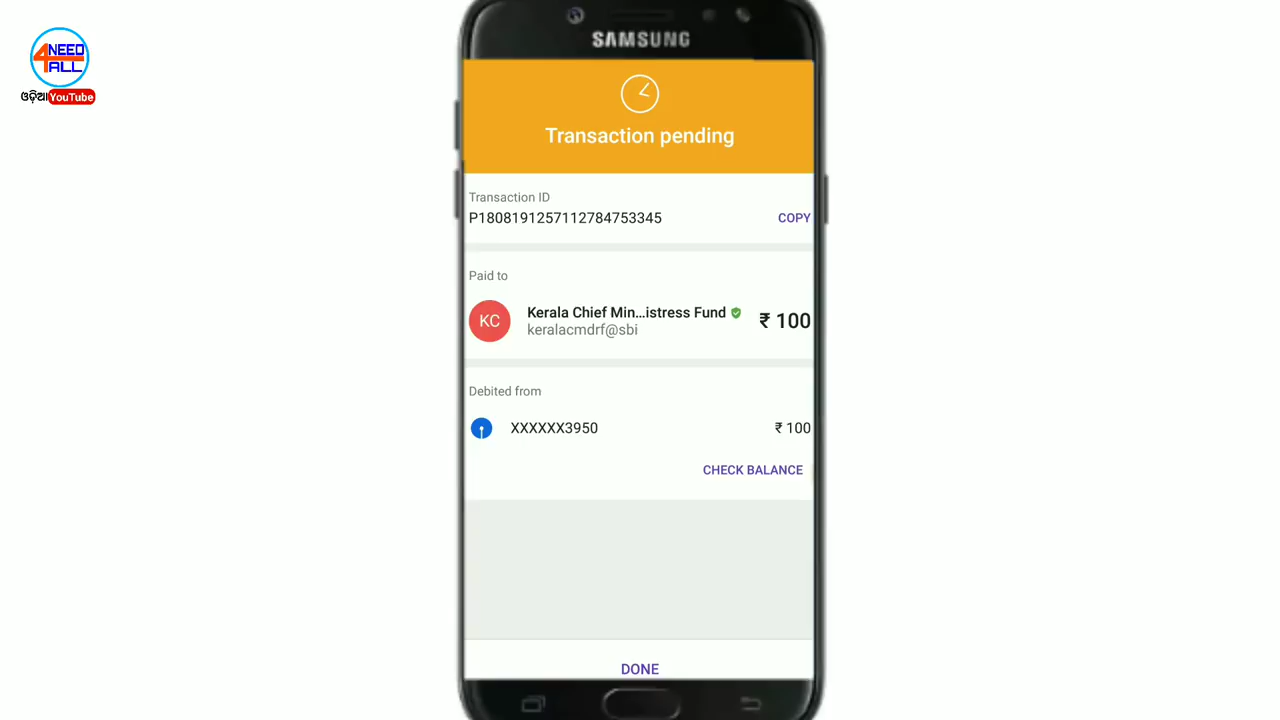 4NEED
ALL
ଓଡ଼ିଆ YouTube
SAMSUNG
Transaction pending
Transaction ID
P1808191257112784753345
COPY
Paid to
KC
Kerala Chief Min...istress Fund
₹ 100
keralacmdrf@sbi
Debited from
XXXXXX3950
₹ 100
CHECK BALANCE
DONE